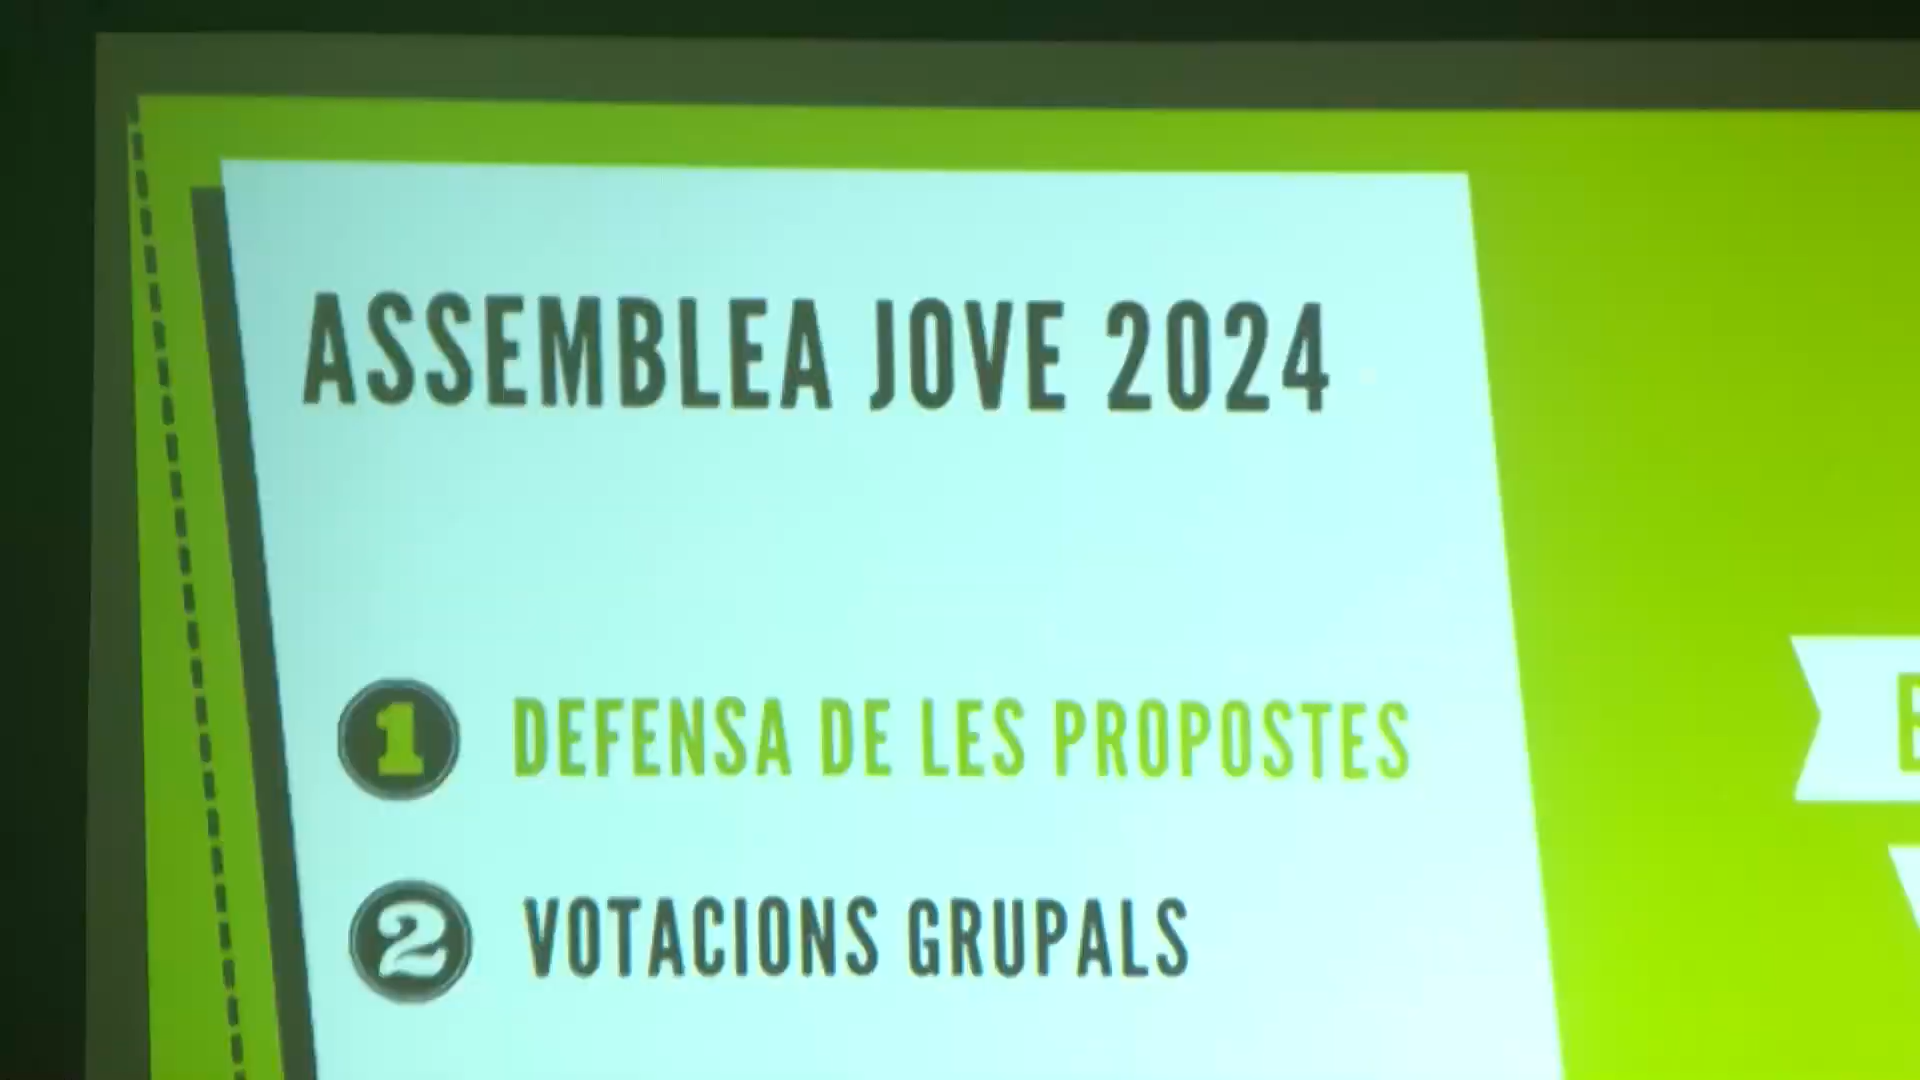 ASSEMBLEA JOVE 2024
1 DEFENSA DE LES PROPOSTES
2 VOTACIONS GRUPALS